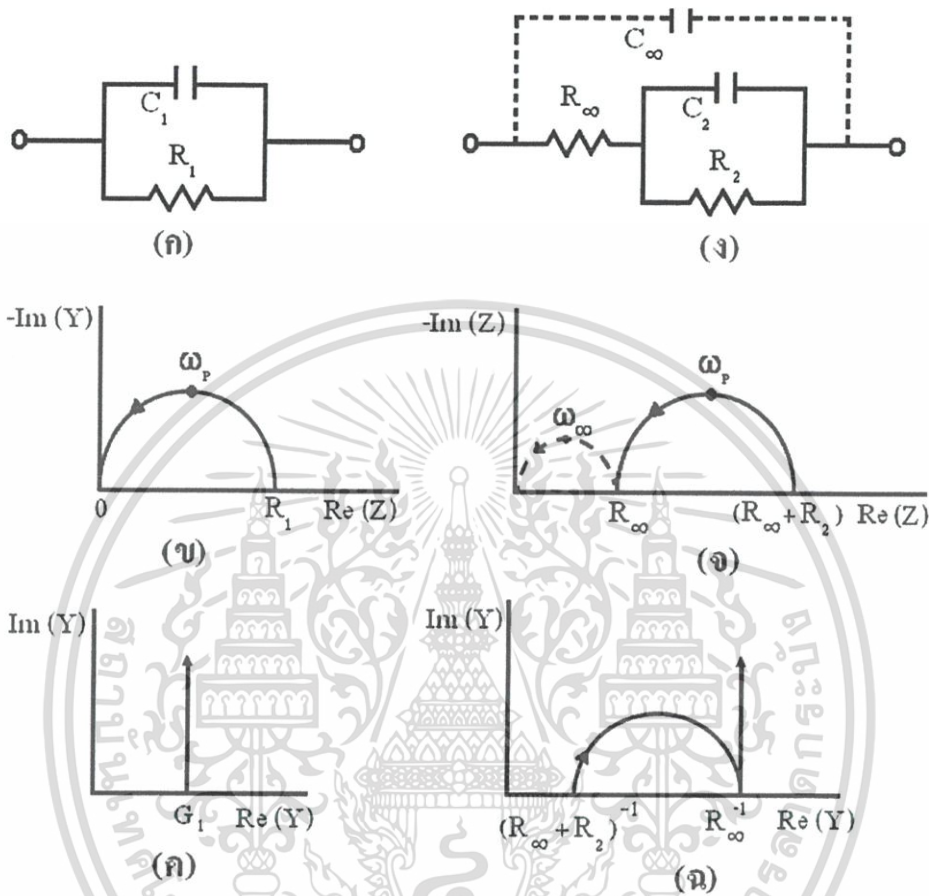 C∞
C₁
R∞
C₂
R₁
R₂
(ก)
(ง)
-Im (Y)
ωₚ
0
R₁
Re (Z)
(ข)
-Im (Z)
ω∞
ωₚ
R∞
(R∞+R₂)
Re (Z)
(จ)
Im (Y)
G₁
Re (Y)
(ค)
Im (Y)
(R∞+R₂)⁻¹
R∞⁻¹
Re (Y)
(ฉ)